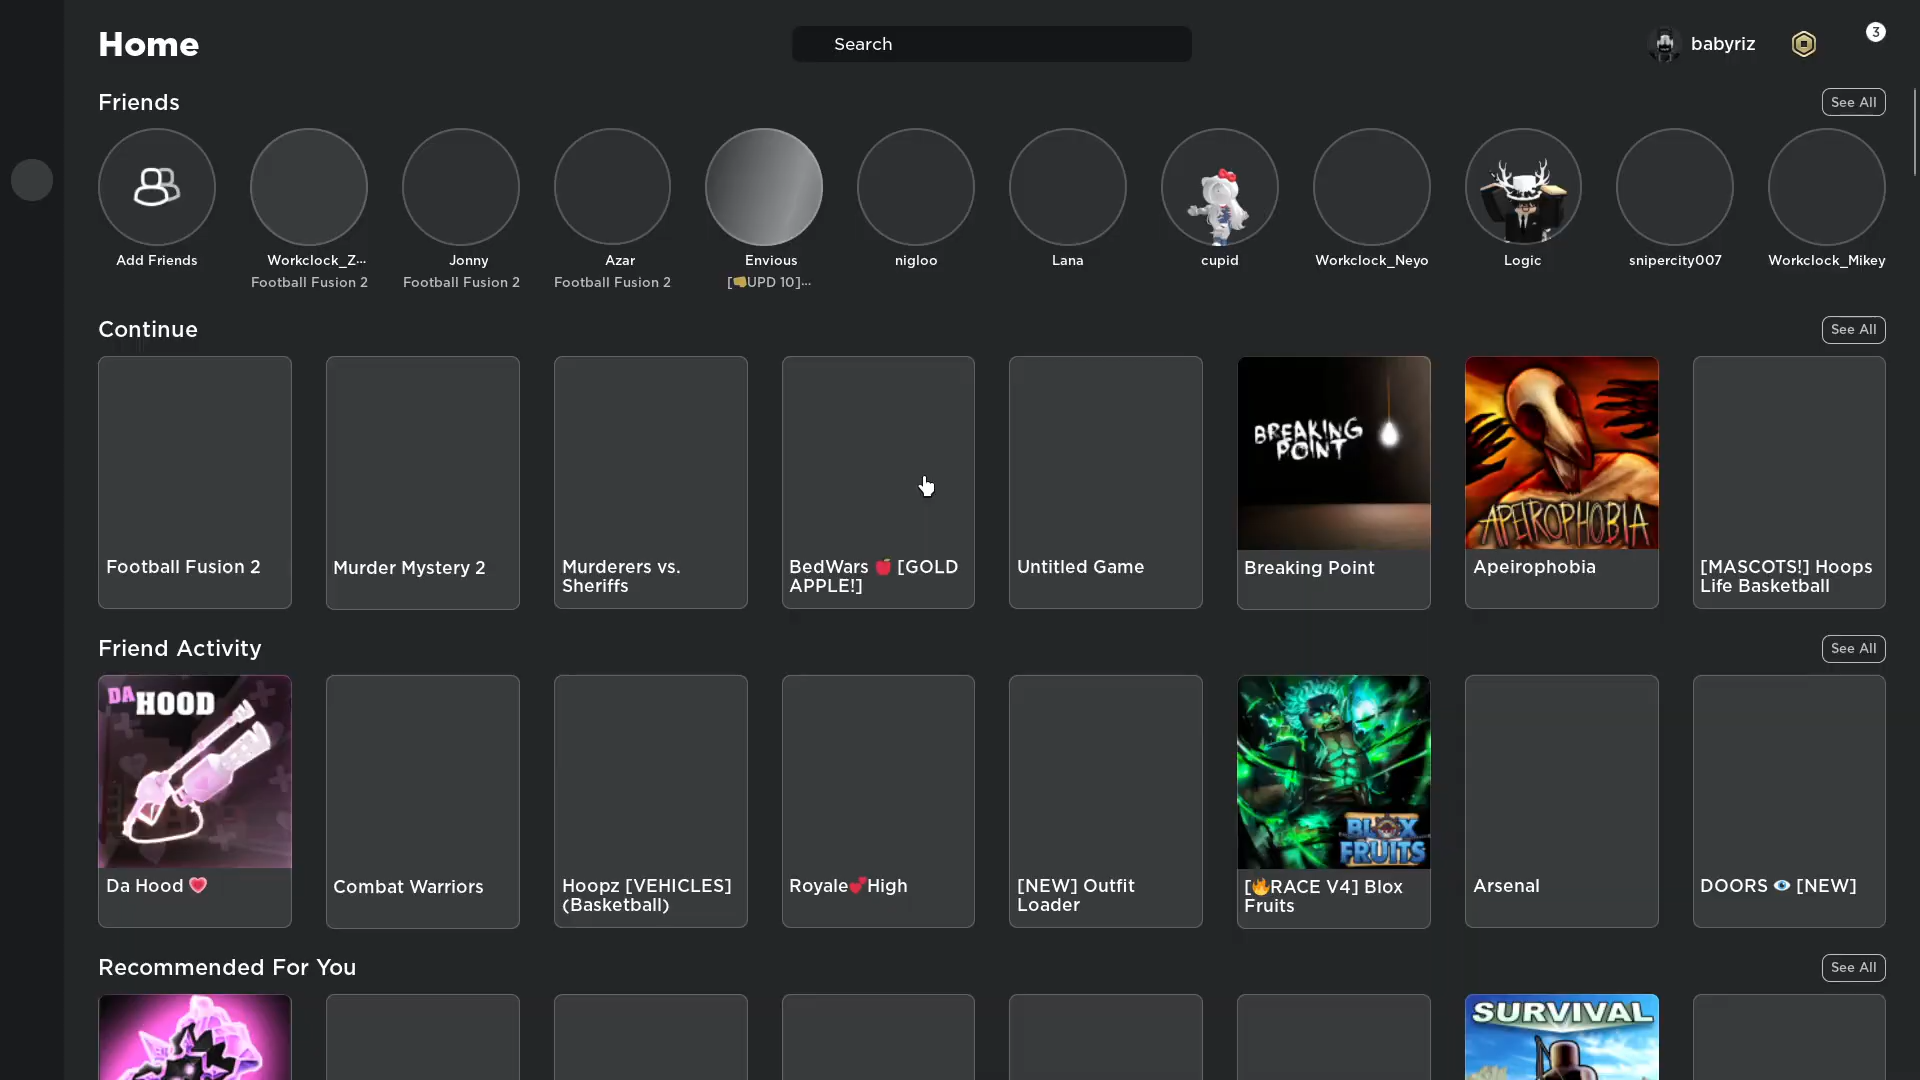 Home
Search
babyriz
3
Friends
See All
Add Friends
Workclock_Z...
Football Fusion 2
Jonny
Football Fusion 2
Azar
Football Fusion 2
Envious
[👊UPD 10]...
nigloo
Lana
cupid
Workclock_Neyo
Logic
snipercity007
Workclock_Mikey
Continue
See All
Football Fusion 2
Murder Mystery 2
Murderers vs.
Sheriffs
BedWars 🍎 [GOLD
APPLE!]
Untitled Game
BREAKING
POINT
Breaking Point
APEIROPHOBIA
Apeirophobia
[MASCOTS!] Hoops
Life Basketball
Friend Activity
See All
DA HOOD
Da Hood 💗
Combat Warriors
Hoopz [VEHICLES]
(Basketball)
Royale💕High
[NEW] Outfit
Loader
BLOX
FRUITS
[🔥RACE V4] Blox
Fruits
Arsenal
DOORS 👁️ [NEW]
Recommended For You
See All
SURVIVAL